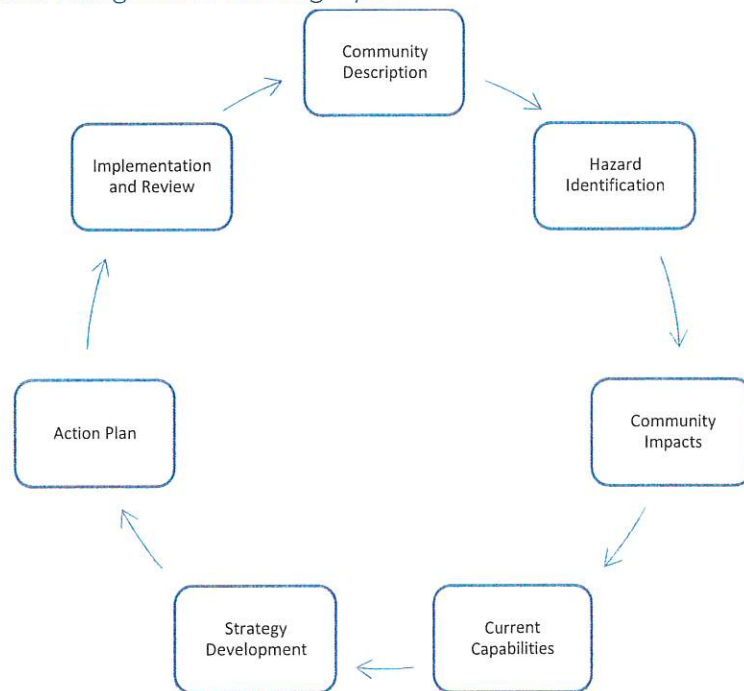 Community
Description
Hazard
Identification
Community
Impacts
Current
Capabilities
Strategy
Development
Action Plan
Implementation
and Review